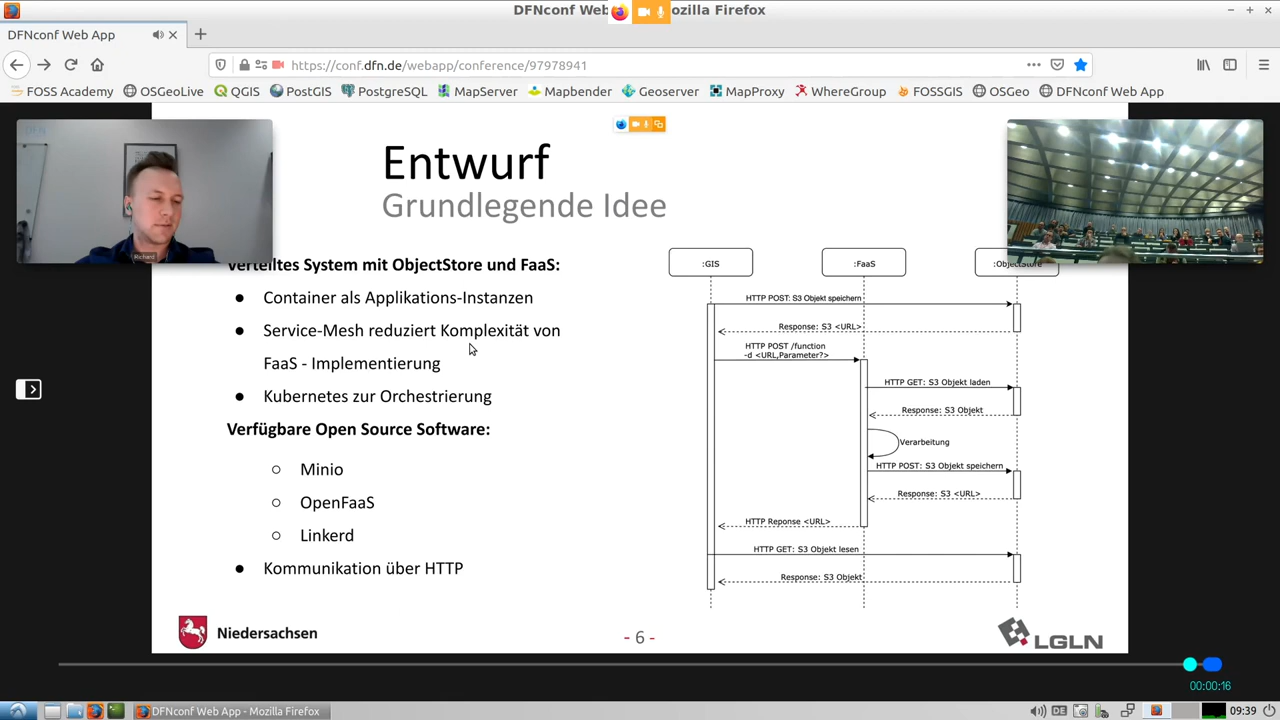 DFNconf Web
ozilla Firefox
DFNconf Web App
https://conf.dfn.de/webapp/conference/97978941
FOSS Academy OSGeoLive QGIS PostGIS PostgreSQL MapServer Mapbender Geoserver MapProxy WhereGroup FOSSGIS OSGeo DFNconf Web App
DFN
Richard
Entwurf
Grundlegende Idee
Verteiltes System mit ObjectStore und FaaS:
● Container als Applikations-Instanzen
● Service-Mesh reduziert Komplexität von
FaaS - Implementierung
● Kubernetes zur Orchestrierung
Verfügbare Open Source Software:
○ Minio
○ OpenFaaS
○ Linkerd
● Kommunikation über HTTP
:GIS
:FaaS
:ObjectStore
HTTP POST: S3 Objekt speichern
Response: S3 <URL>
HTTP POST /function
-d <URL,Parameter?>
HTTP GET: S3 Objekt laden
Response: S3 Objekt
Verarbeitung
HTTP POST: S3 Objekt speichern
Response: S3 <URL>
HTTP Reponse <URL>
HTTP GET: S3 Objekt lesen
Response: S3 Objekt
Niedersachsen
- 6 -
LGLN
00:00:16
DFNconf Web App - Mozilla Firefox
DE
09:39